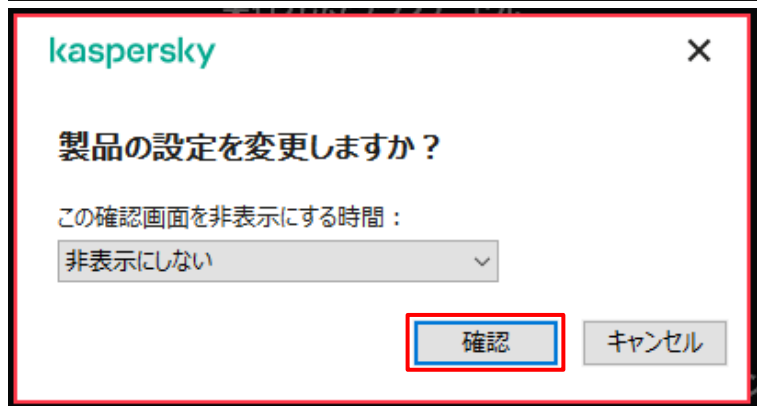 kaspersky
製品の設定を変更しますか？
この確認画面を非表示にする時間：
非表示にしない
確認 キャンセル